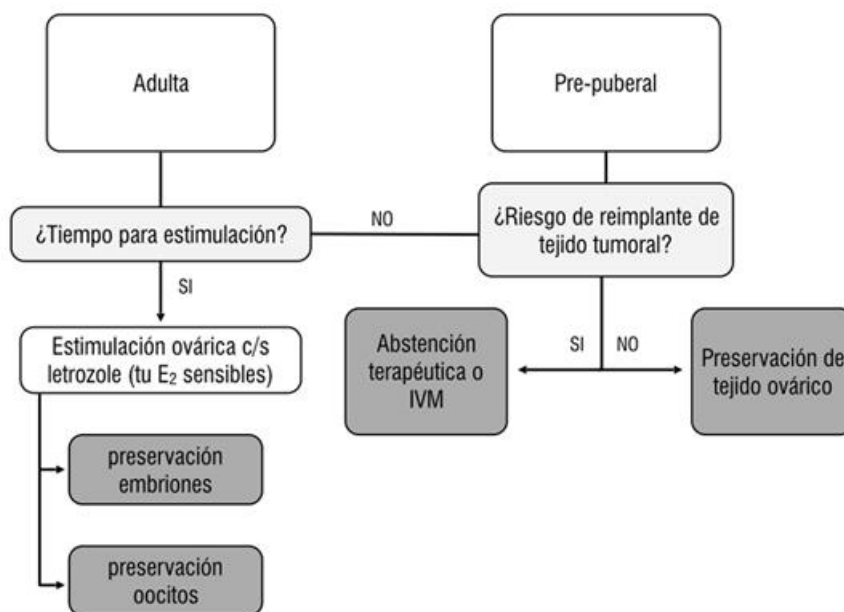 Adulta
Pre-puberal
¿Tiempo para estimulación?
NO
¿Riesgo de reimplante de
tejido tumoral?
SI
Estimulación ovárica c/s
letrozole (tu E₂ sensibles)
Abstención
terapéutica o
IVM
SI
NO
Preservación de
tejido ovárico
preservación
embriones
preservación
oocitos